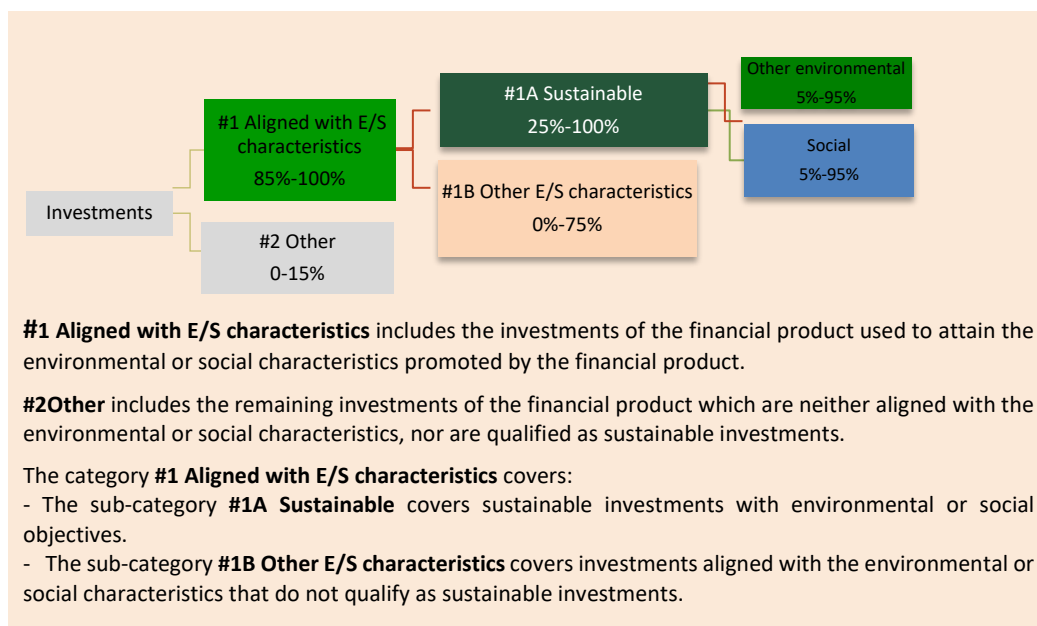 Investments
#1 Aligned with E/S
characteristics
85%-100%
#2 Other
0-15%
#1A Sustainable
25%-100%
#1B Other E/S characteristics
0%-75%
Other environmental
5%-95%
Social
5%-95%
#1 Aligned with E/S characteristics includes the investments of the financial product used to attain the
environmental or social characteristics promoted by the financial product.
#2Other includes the remaining investments of the financial product which are neither aligned with the
environmental or social characteristics, nor are qualified as sustainable investments.
The category #1 Aligned with E/S characteristics covers:
- The sub-category #1A Sustainable covers sustainable investments with environmental or social
objectives.
- The sub-category #1B Other E/S characteristics covers investments aligned with the environmental or
social characteristics that do not qualify as sustainable investments.